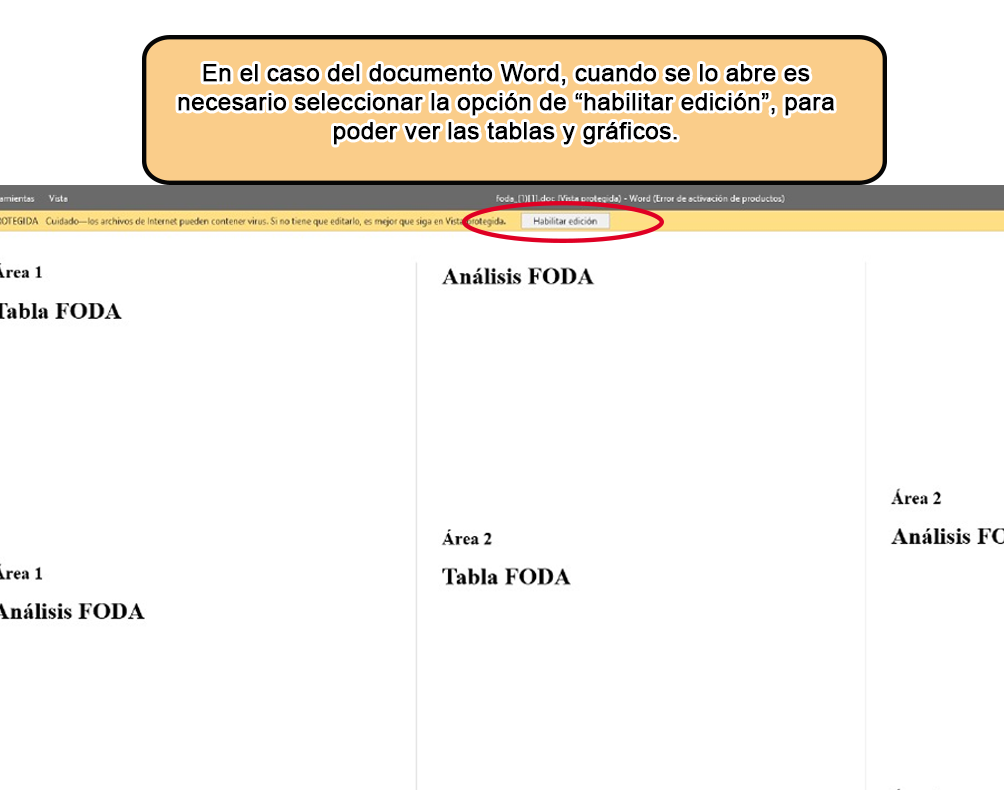 En el caso del documento Word, cuando se lo abre es
necesario seleccionar la opción de “habilitar edición”, para
poder ver las tablas y gráficos.
amientas Vista
foda_[1][1].doc (Vista protegida) - Word (Error de activación de productos)
ROTEGIDA Cuidado—los archivos de Internet pueden contener virus. Si no tiene que editarlo, es mejor que siga en Vista protegida. Habilitar edición
Área 1
Tabla FODA
Área 1
Análisis FODA
Análisis FODA
Área 2
Tabla FODA
Área 2
Análisis FO